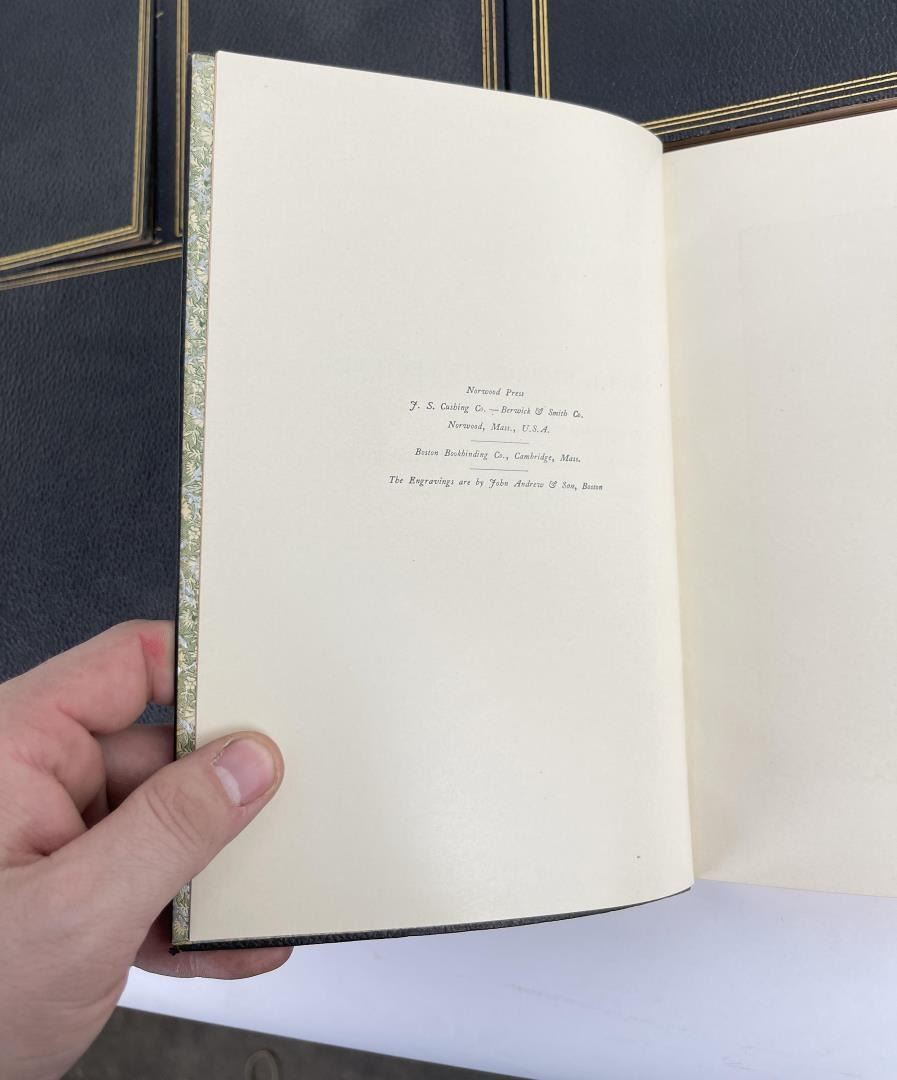 Norwood Press
J. S. Cushing Co. — Berwick & Smith Co.
Norwood, Mass., U.S.A.
Boston Bookbinding Co., Cambridge, Mass.
The Engravings are by John Andrew & Son, Boston